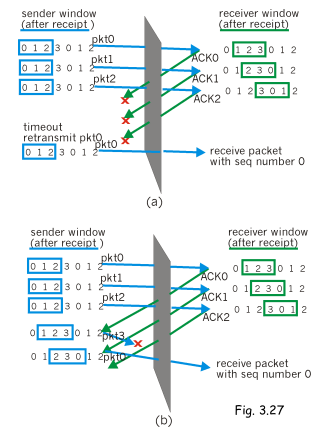 sender window
(after receipt)
receiver window
(after receipt)
0 1 2 3 0 1 2 pkt0
0 1 2 3 0 1 2 pkt1
0 1 2 3 0 1 2 pkt2
ACK0 0 1 2 3 0 1 2
ACK1 0 1 2 3 0 1 2
ACK2 0 1 2 3 0 1 2
x
x
x
timeout
retransmit pkt0
0 1 2 3 0 1 2 pkt0
receive packet
with seq number 0
(a)
sender window
(after receipt)
receiver window
(after receipt)
0 1 2 3 0 1 2 pkt0
0 1 2 3 0 1 2 pkt1
0 1 2 3 0 1 2 pkt2
ACK0 0 1 2 3 0 1 2
ACK1 0 1 2 3 0 1 2
ACK2 0 1 2 3 0 1 2
0 1 2 3 0 1 2 pkt3 x
0 1 2 3 0 1 2 pkt0
receive packet
with seq number 0
(b)
Fig. 3.27